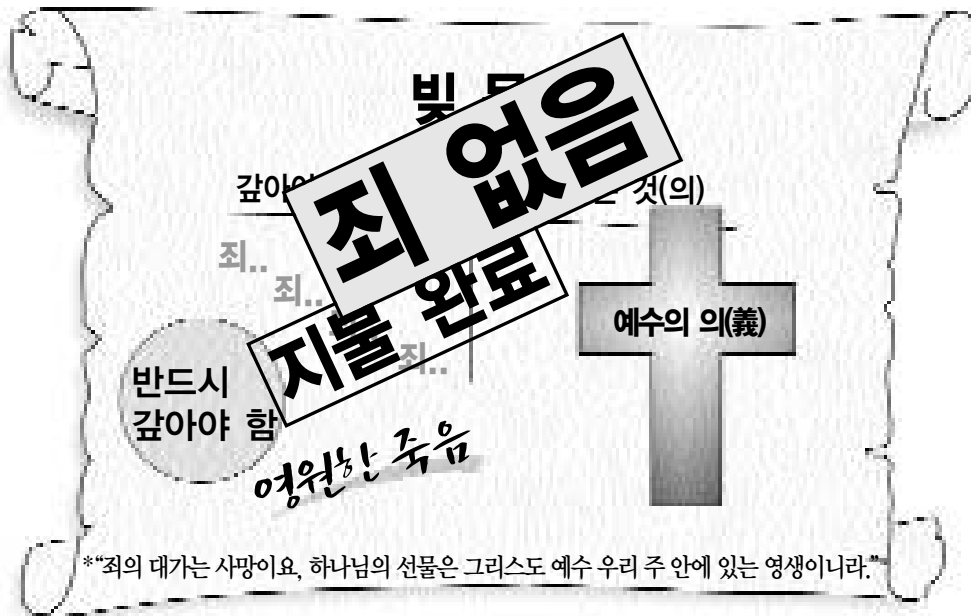 빚
죄 없음
갚아야
것(의)
죄..
죄..
지불 완료
예수의 의(義)
죄..
반드시
갚아야 함
영원한 죽음
*“죄의 대가는 사망이요, 하나님의 선물은 그리스도 예수 우리 주 안에 있는 영생이니라.”